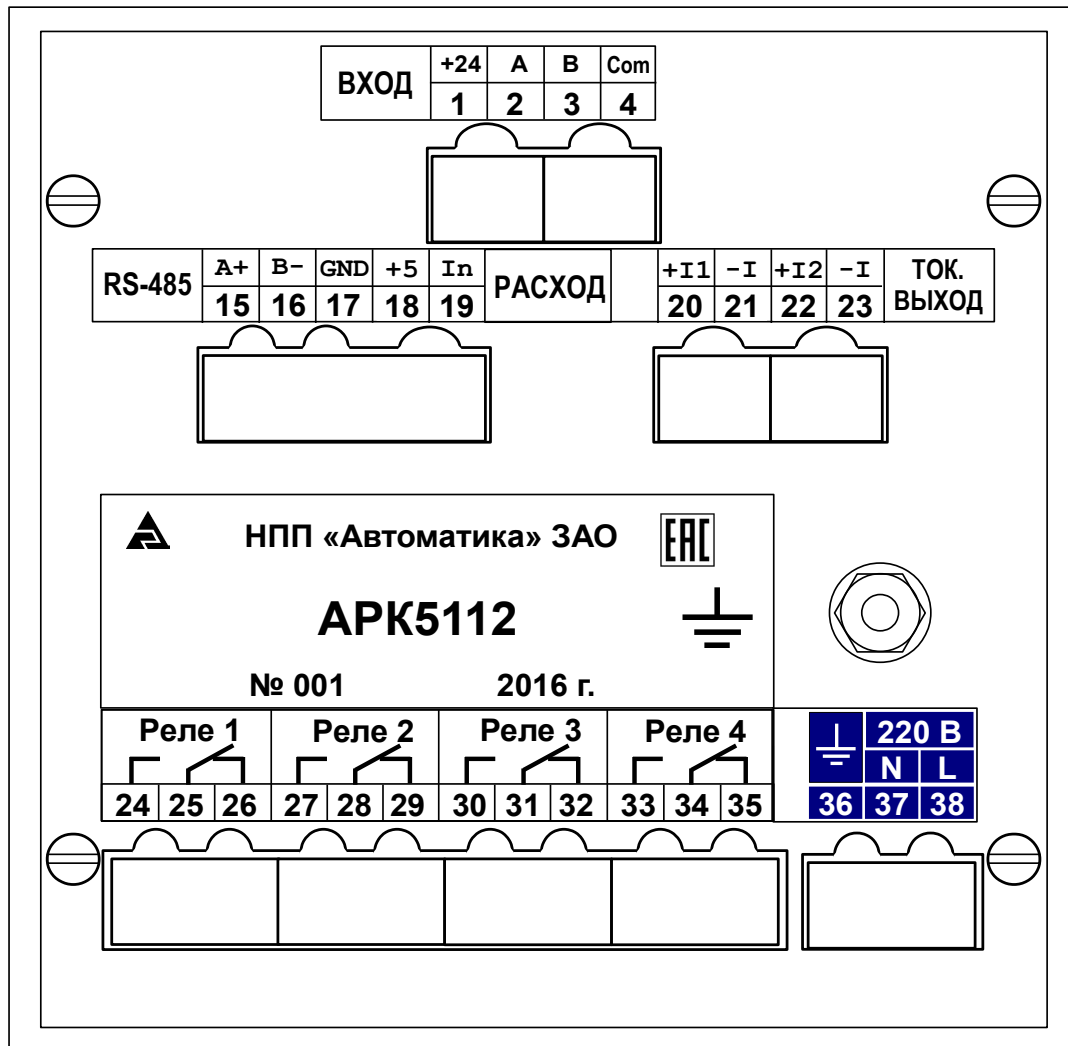 ВХОД +24 A B Com
1 2 3 4
RS-485 A+ B- GND +5 In РАСХОД +I1 -I +I2 -I ТОК. ВЫХОД
15 16 17 18 19 20 21 22 23
НПП «Автоматика» ЗАО EAC
АРК5112
№ 001 2016 г.
Реле 1 Реле 2 Реле 3 Реле 4 220 В
N L
24 25 26 27 28 29 30 31 32 33 34 35 36 37 38